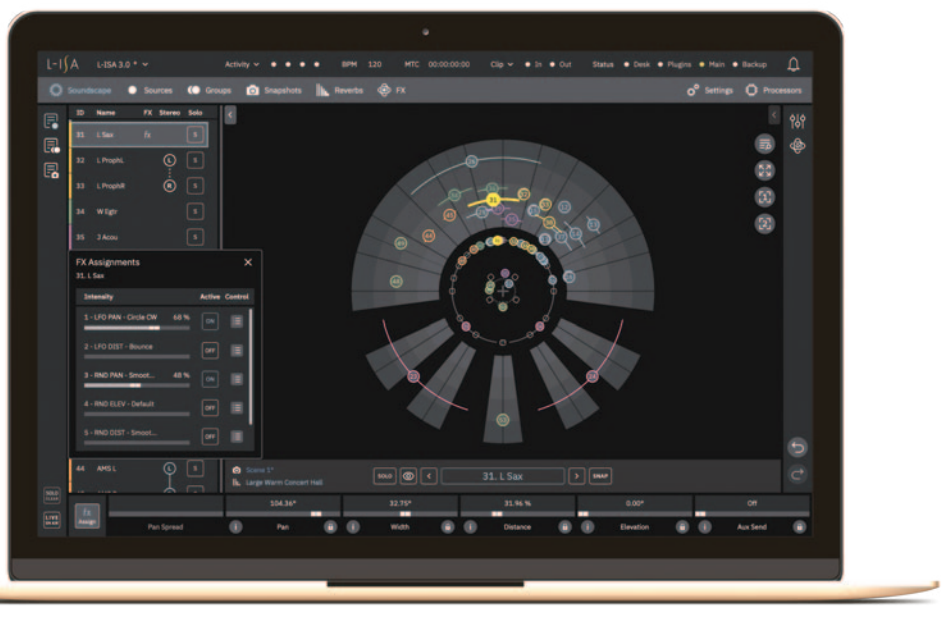 L-ISA L-ISA 3.0 * Activity BPM 120 MTC 00:00:00:00 Clip In Out Status Desk Plugins Main Backup
Soundscape Sources Groups Snapshots Reverbs FX Settings Processors
ID Name FX Stereo Solo
31 L Sax fx S
32 L ProphL L S
33 L ProphR R S
34 W Egtr S
35 J Acou S
FX Assignments
31. L Sax
Intensity Active Control
1 - LFO PAN - Circle CW 68 % ON
2 - LFO DIST - Bounce OFF
3 - RND PAN - Smoot... 48 % ON
4 - RND ELEV - Default OFF
5 - RND DIST - Smoot... OFF
44 AMS L L S
31
Scene 1*
Large Warm Concert Hall
SOLO 31. L Sax SNAP
SOLO
fx
Assign
104.36° 32.75° 31.96 % 0.00° Off
Pan Spread Pan Width Distance Elevation Aux Send